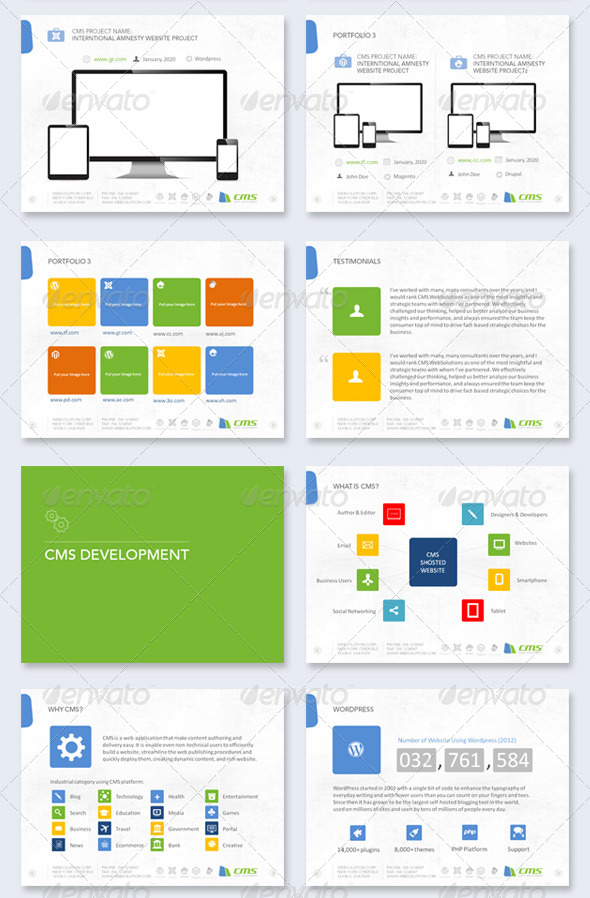 CMS PROJECT NAME:
INTERNTIONAL AMNESTY WEBSITE PROJECT
www.gr.com January, 2020 Wordpress
CMS
PORTFOLIO 3
CMS PROJECT NAME:
INTERNTIONAL AMNESTY
WEBSITE PROJECT
www.tf.com January, 2020
John Doe Magento
CMS PROJECT NAME:
INTERNTIONAL AMNESTY
WEBSITE PROJECT
www.cc.com January, 2020
John Doe Drupal
CMS
PORTFOLIO 3
Put your image here Put your image here Put your image here Put your image here
www.tf.com www.gr.com www.cc.com www.aj.com
Put your image here Put your image here Put your image here Put your image here
www.pd.com www.ae.com www.3o.com www.vh.com
CMS
TESTIMONIALS
I've worked with many, many consultants over the years, and I
would rank CMS WebSolutions as one of the most insightful and
strategic teams with whom I've partnered. We effectively
challenged our thinking, helped us better analyze our business
insights and performance, and always ensured the team keep the
consumer top of mind to drive fact based strategic choices for the
business.
I've worked with many, many consultants over the years, and I
would rank CMS WebSolutions as one of the most insightful and
strategic teams with whom I've partnered. We effectively
challenged our thinking, helped us better analyze our business
insights and performance, and always ensured the team keep the
consumer top of mind to drive fact based strategic choices for the
business.
CMS
CMS DEVELOPMENT
WHAT IS CMS?
Author & Editor
Designers & Developers
Email
Websites
CMS
5HOSTED
WEBSITE
Business Users
Smartphone
Social Networking
Tablet
CMS
WHY CMS?
CMS is a web application that make content authoring and
delivery easy. It is enable even non-technical users to efficiently
build a website, streamline the web publishing procedures and
quickly deploy them, creating dynamic content, and rich website.
Industrial category using CMS platform:
Blog Technology Health Entertainment
Search Education Media Games
Business Travel Government Portal
News Ecommerce Bank Creative
CMS
WORDPRESS
Number of Website Using Wordpress (2012)
032,761,584
Wordpress started in 2003 with a single bit of code to enhance the typography of
everyday writing and with fewer users than you can count on your fingers and toes.
Since then it has grown to be the largest self-hosted blogging tool in the world,
used on millions of sites and seen by tens of millions of people every day.
14,000+ plugins 8,000+ themes PHP Platform Support
php
CMS
envato